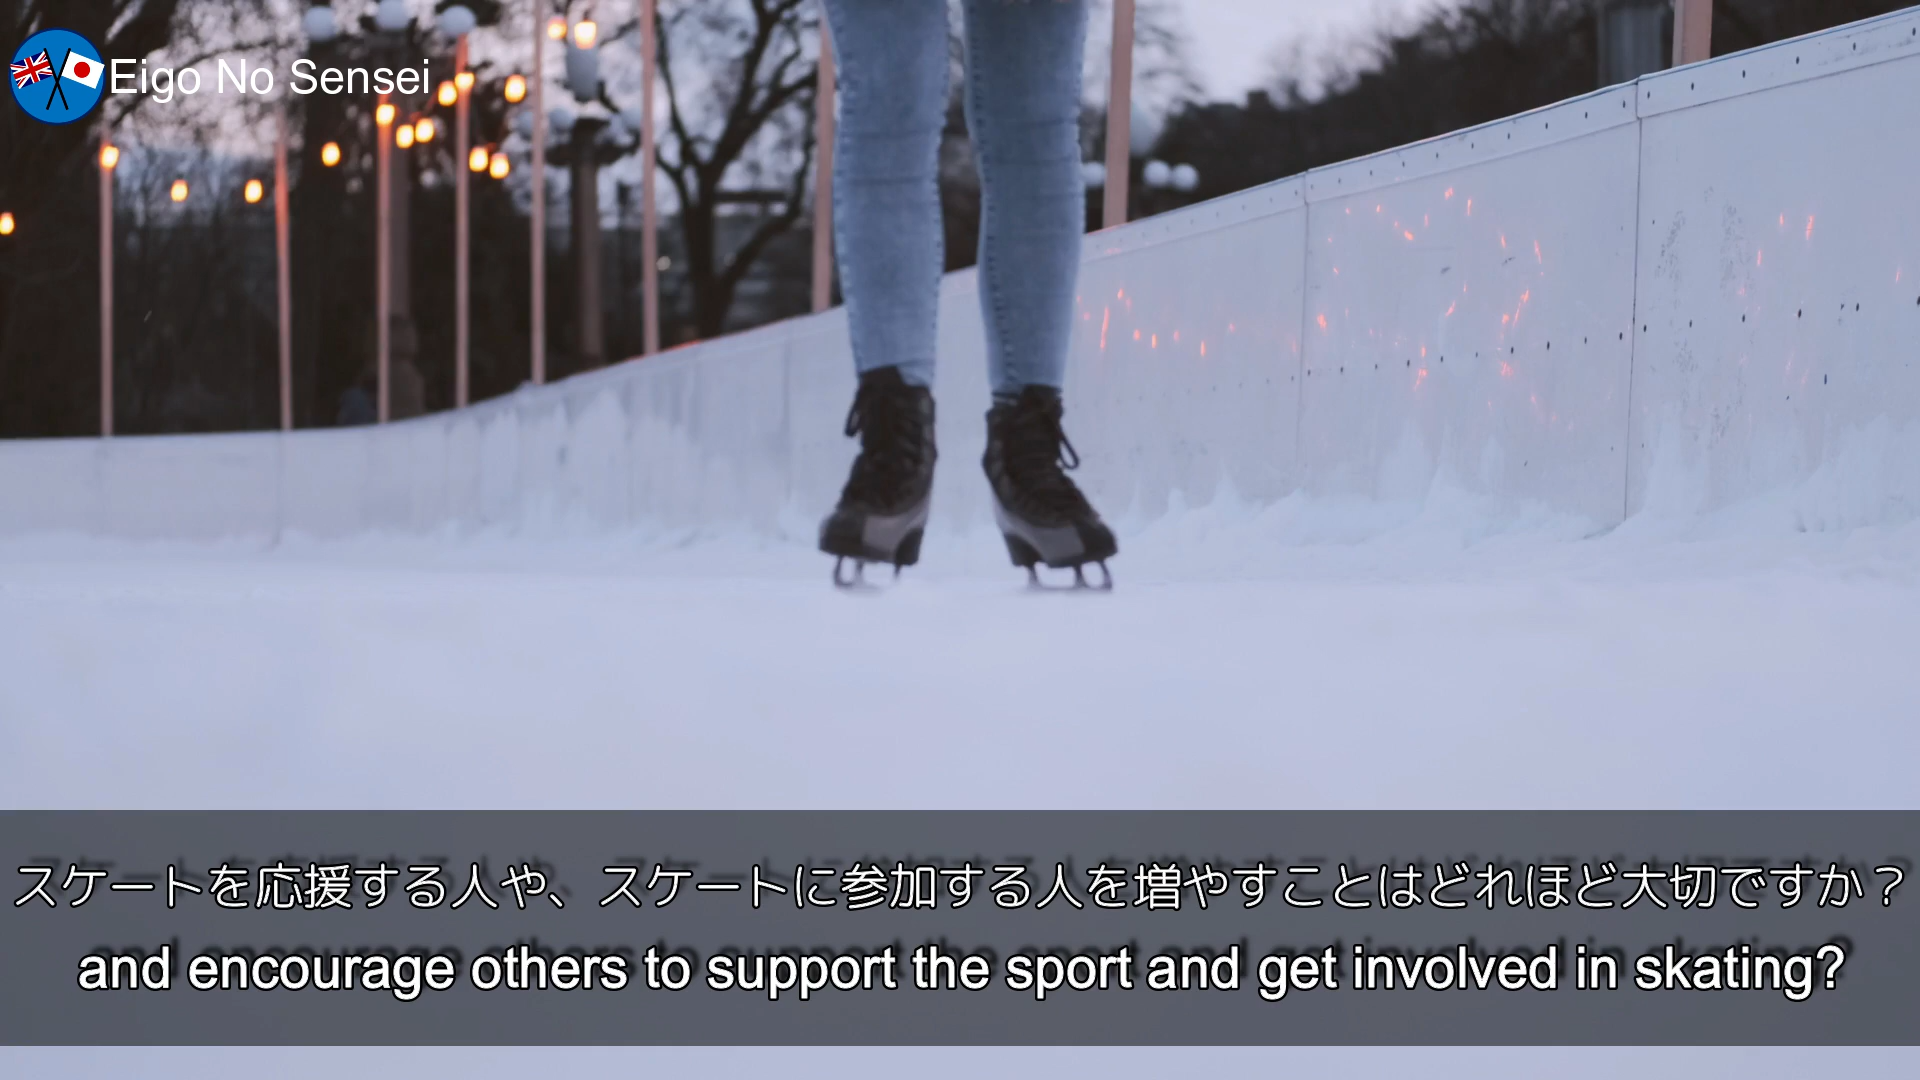 Eigo No Sensei
スケートを応援する人や、スケートに参加する人を増やすことはどれほど大切ですか？
and encourage others to support the sport and get involved in skating?